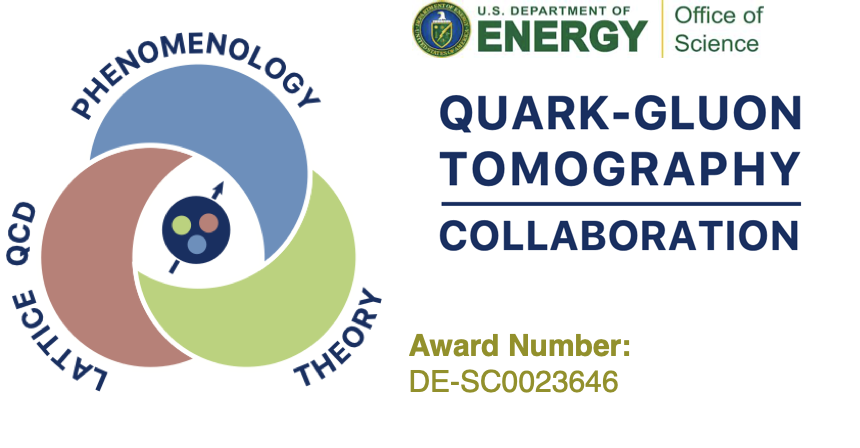 PHENOMENOLOGY
LATTICE QCD
THEORY
U.S. DEPARTMENT OF
ENERGY
Office of
Science
QUARK-GLUON
TOMOGRAPHY
COLLABORATION
Award Number:
DE-SC0023646